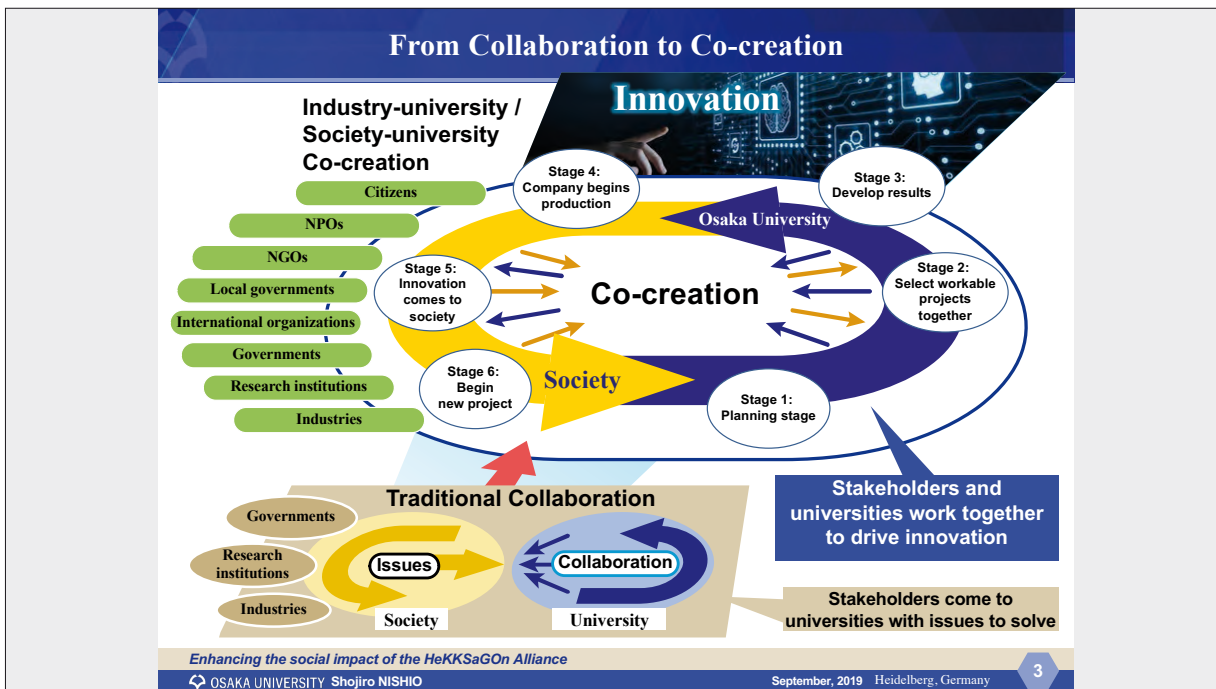 From Collaboration to Co-creation
Innovation
Industry-university /
Society-university
Co-creation
Citizens
NPOs
NGOs
Local governments
International organizations
Governments
Research institutions
Industries
Stage 4:
Company begins
production
Stage 3:
Develop results
Osaka University
Stage 5:
Innovation
comes to
society
Co-creation
Stage 2:
Select workable
projects
together
Stage 6:
Begin
new project
Society
Stage 1:
Planning stage
Stakeholders and
universities work together
to drive innovation
Traditional Collaboration
Governments
Research
institutions
Industries
Issues
Society
Collaboration
University
Stakeholders come to
universities with issues to solve
Enhancing the social impact of the HeKKSaGOn Alliance
OSAKA UNIVERSITY Shojiro NISHIO
September, 2019 Heidelberg, Germany
3